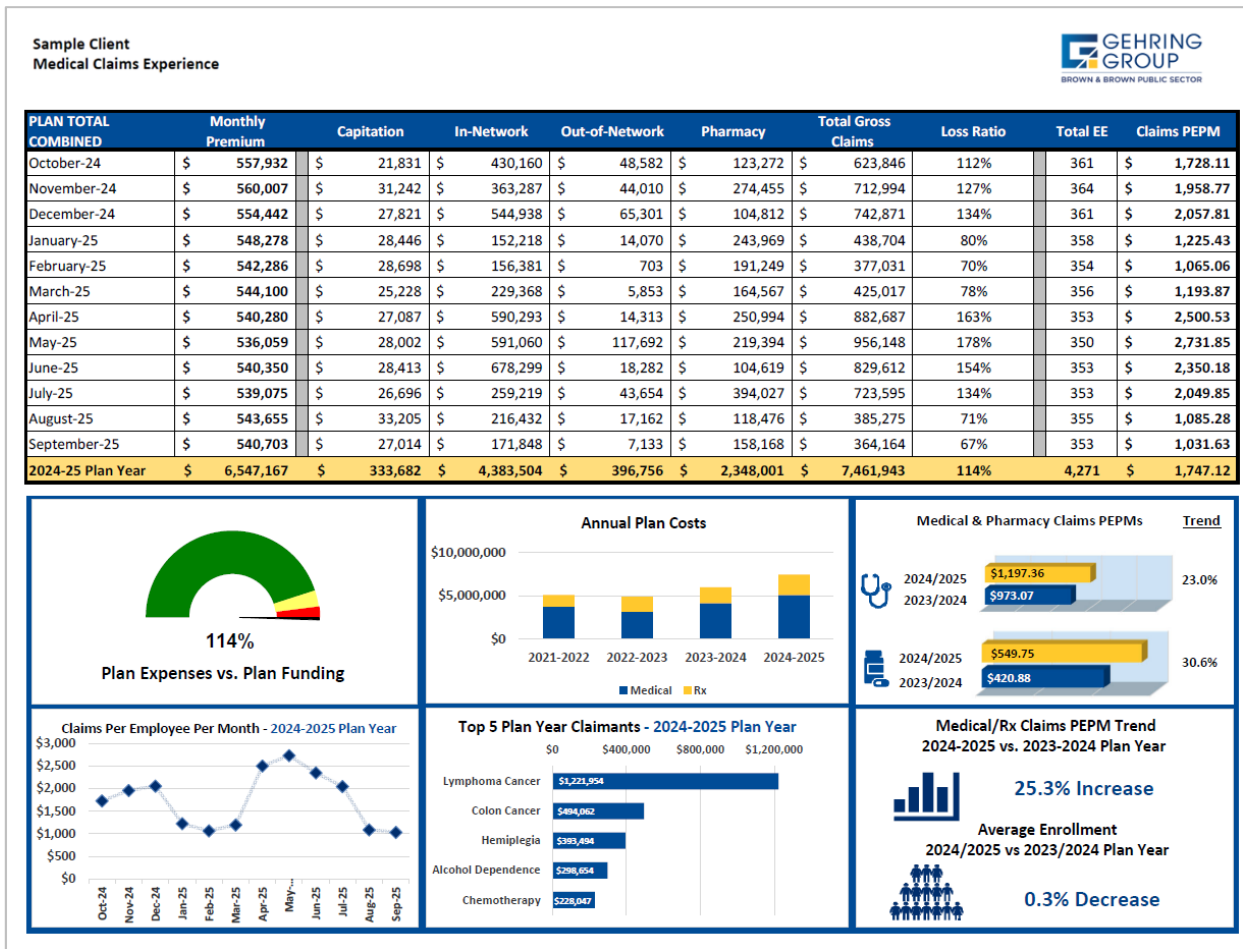 Sample Client
Medical Claims Experience
GEHRING
GROUP
BROWN & BROWN PUBLIC SECTOR
PLAN TOTAL COMBINED Monthly Premium Capitation In-Network Out-of-Network Pharmacy Total Gross Claims Loss Ratio Total EE Claims PEPM
October-24 $ 557,932 $ 21,831 $ 430,160 $ 48,582 $ 123,272 $ 623,846 112% 361 $ 1,728.11
November-24 $ 560,007 $ 31,242 $ 363,287 $ 44,010 $ 274,455 $ 712,994 127% 364 $ 1,958.77
December-24 $ 554,442 $ 27,821 $ 544,938 $ 65,301 $ 104,812 $ 742,871 134% 361 $ 2,057.81
January-25 $ 548,278 $ 28,446 $ 152,218 $ 14,070 $ 243,969 $ 438,704 80% 358 $ 1,225.43
February-25 $ 542,286 $ 28,698 $ 156,381 $ 703 $ 191,249 $ 377,031 70% 354 $ 1,065.06
March-25 $ 544,100 $ 25,228 $ 229,368 $ 5,853 $ 164,567 $ 425,017 78% 356 $ 1,193.87
April-25 $ 540,280 $ 27,087 $ 590,293 $ 14,313 $ 250,994 $ 882,687 163% 353 $ 2,500.53
May-25 $ 536,059 $ 28,002 $ 591,060 $ 117,692 $ 219,394 $ 956,148 178% 350 $ 2,731.85
June-25 $ 540,350 $ 28,413 $ 678,299 $ 18,282 $ 104,619 $ 829,612 154% 353 $ 2,350.18
July-25 $ 539,075 $ 26,696 $ 259,219 $ 43,654 $ 394,027 $ 723,595 134% 353 $ 2,049.85
August-25 $ 543,655 $ 33,205 $ 216,432 $ 17,162 $ 118,476 $ 385,275 71% 355 $ 1,085.28
September-25 $ 540,703 $ 27,014 $ 171,848 $ 7,133 $ 158,168 $ 364,164 67% 353 $ 1,031.63
2024-25 Plan Year $ 6,547,167 $ 333,682 $ 4,383,504 $ 396,756 $ 2,348,001 $ 7,461,943 114% 4,271 $ 1,747.12
114%
Plan Expenses vs. Plan Funding
Annual Plan Costs
$10,000,000
$5,000,000
$0
2021-2022 2022-2023 2023-2024 2024-2025
Medical Rx
Medical & Pharmacy Claims PEPMs Trend
2024/2025 $1,197.36 23.0%
2023/2024 $973.07
2024/2025 $549.75 30.6%
2023/2024 $420.88
Claims Per Employee Per Month - 2024-2025 Plan Year
$3,000
$2,500
$2,000
$1,500
$1,000
$500
$0
Oct-24 Nov-24 Dec-24 Jan-25 Feb-25 Mar-25 Apr-25 May-... Jun-25 Jul-25 Aug-25 Sep-25
Top 5 Plan Year Claimants - 2024-2025 Plan Year
$0 $400,000 $800,000 $1,200,000
Lymphoma Cancer $1,221,954
Colon Cancer $494,062
Hemiplegia $393,494
Alcohol Dependence $298,654
Chemotherapy $228,047
Medical/Rx Claims PEPM Trend
2024-2025 vs. 2023-2024 Plan Year
25.3% Increase
Average Enrollment
2024/2025 vs 2023/2024 Plan Year
0.3% Decrease